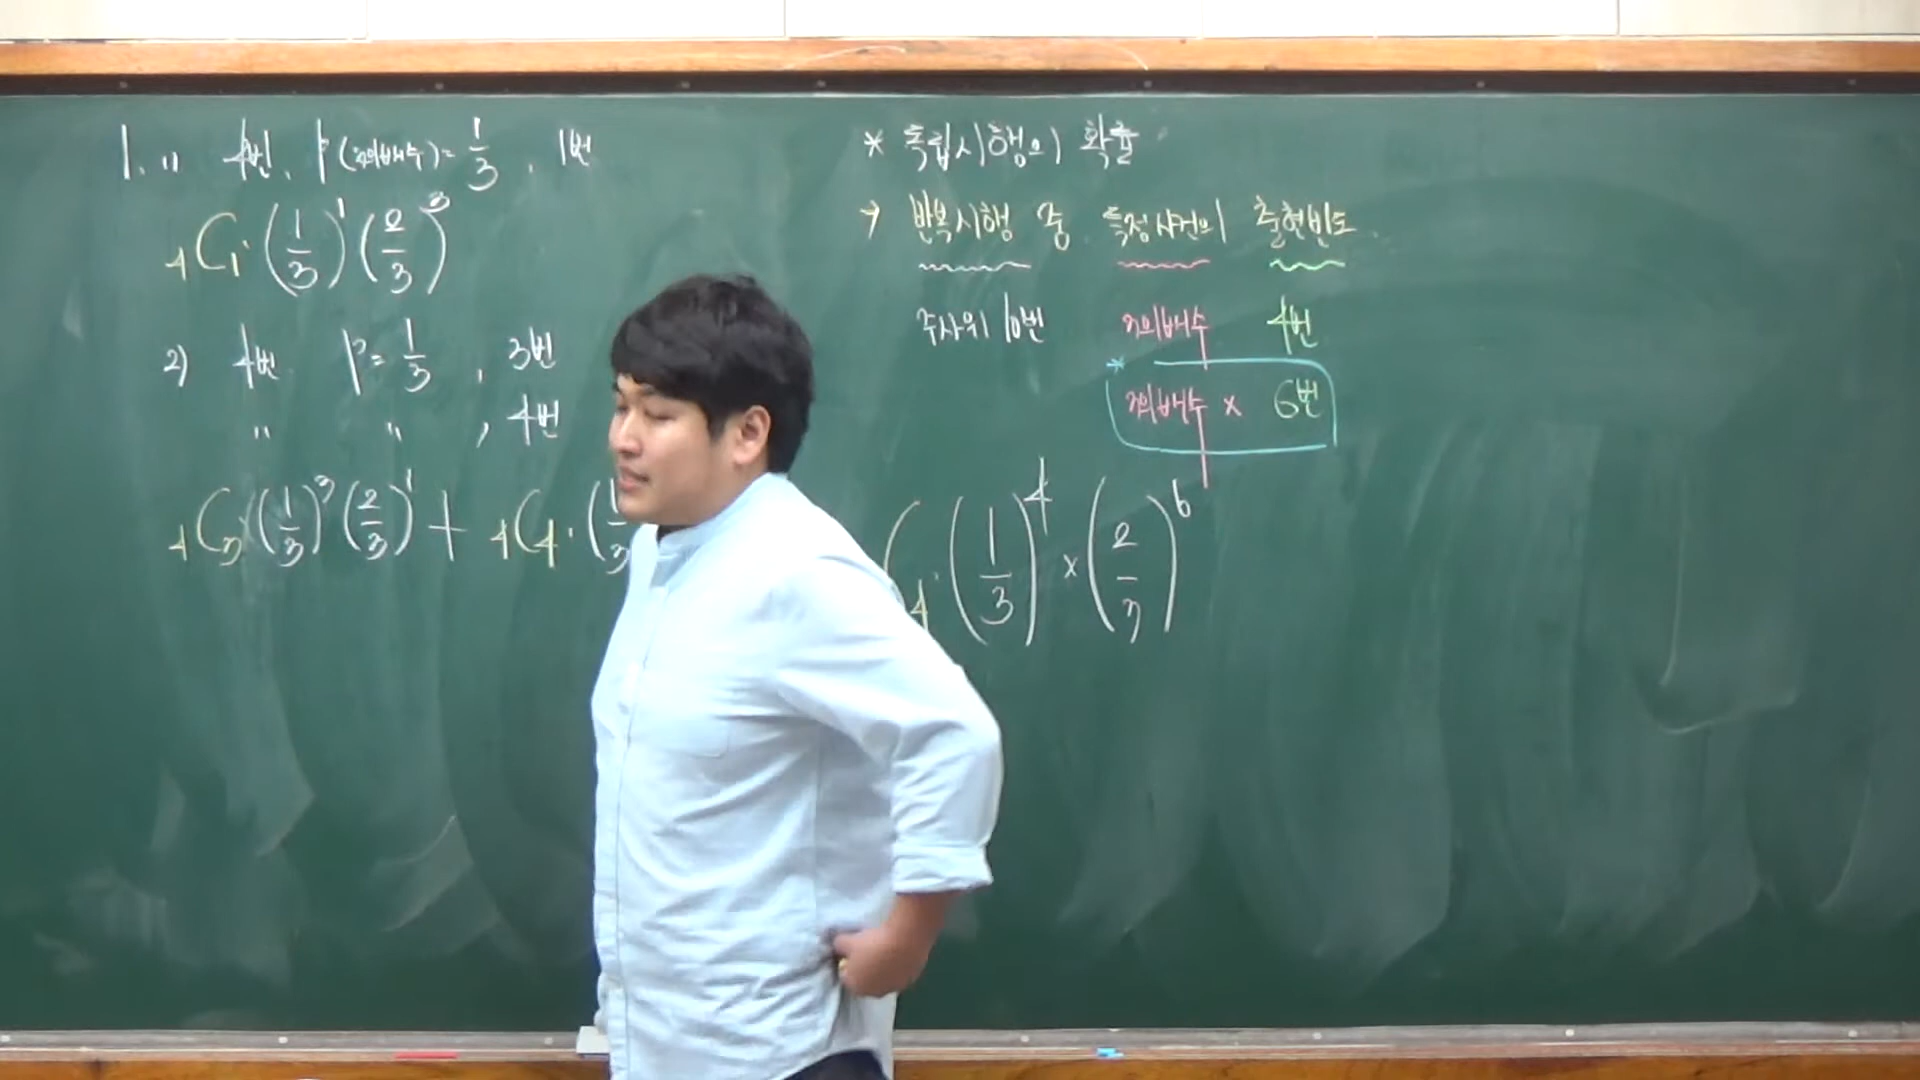 1. 1) 4번, P(3의배수)=1/3, 1번
₄C₁·(1/3)¹(2/3)³
2) 4번 P=1/3, 3번
〃 〃, 4번
₄C₃(1/3)³(2/3)¹+₄C₄·(1/3
* 독립시행의 확률
→ 반복시행 중 특정사건의 출현빈도
주사위 10번 3의배수 4번
* 3의배수 x 6번
C₄·(1/3)⁴×(2/3)⁶